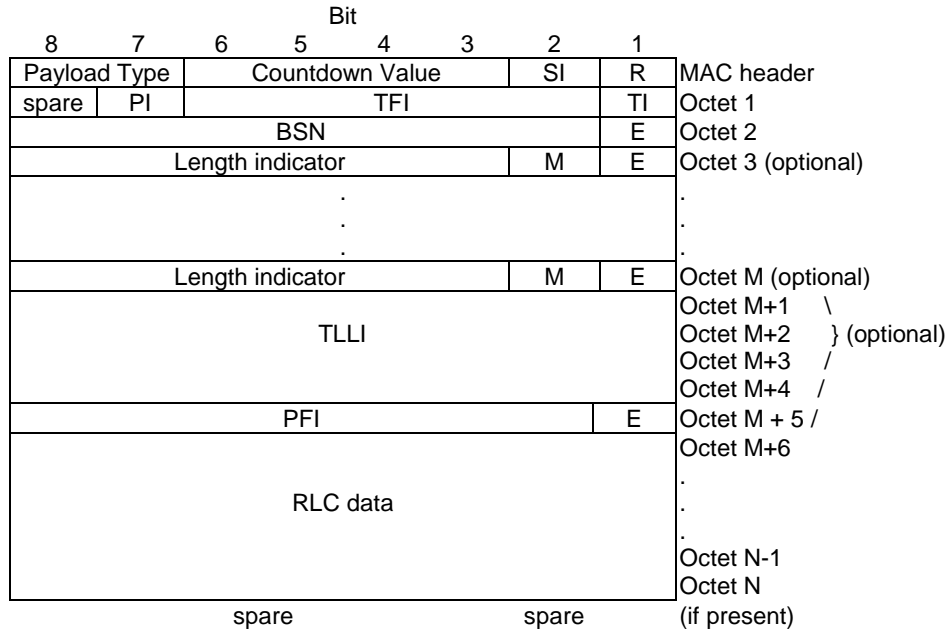 Bit
8 7 6 5 4 3 2 1
Payload Type Countdown Value SI R MAC header
spare PI TFI TI Octet 1
BSN E Octet 2
Length indicator M E Octet 3 (optional)
. .
. .
. .
Length indicator M E Octet M (optional)
Octet M+1 \
TLLI Octet M+2 } (optional)
Octet M+3 /
Octet M+4 /
PFI E Octet M + 5 /
Octet M+6
.
RLC data .
.
Octet N-1
Octet N
spare spare (if present)